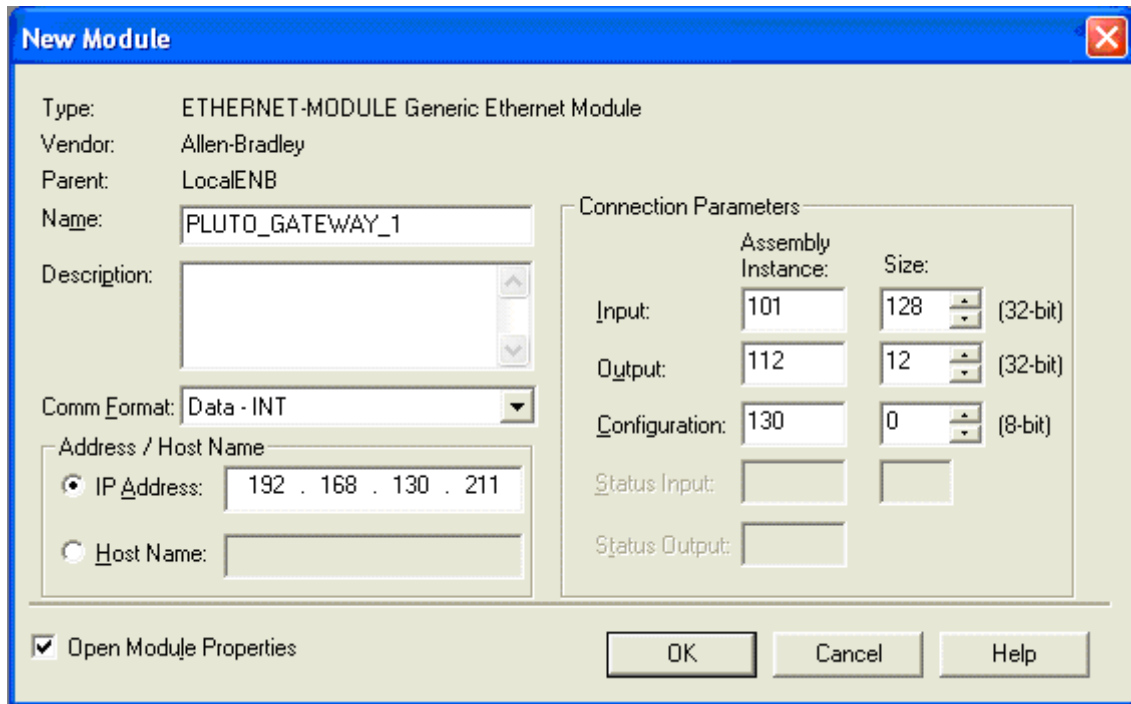 New Module
Type: ETHERNET-MODULE Generic Ethernet Module
Vendor: Allen-Bradley
Parent: LocalENB
Name: PLUTO_GATEWAY_1
Description:
Comm Format: Data - INT
Address / Host Name
IP Address: 192 . 168 . 130 . 211
Host Name:
Connection Parameters
Assembly Instance: Size:
Input: 101 128 (32-bit)
Output: 112 12 (32-bit)
Configuration: 130 0 (8-bit)
Status Input:
Status Output:
Open Module Properties
OK Cancel Help